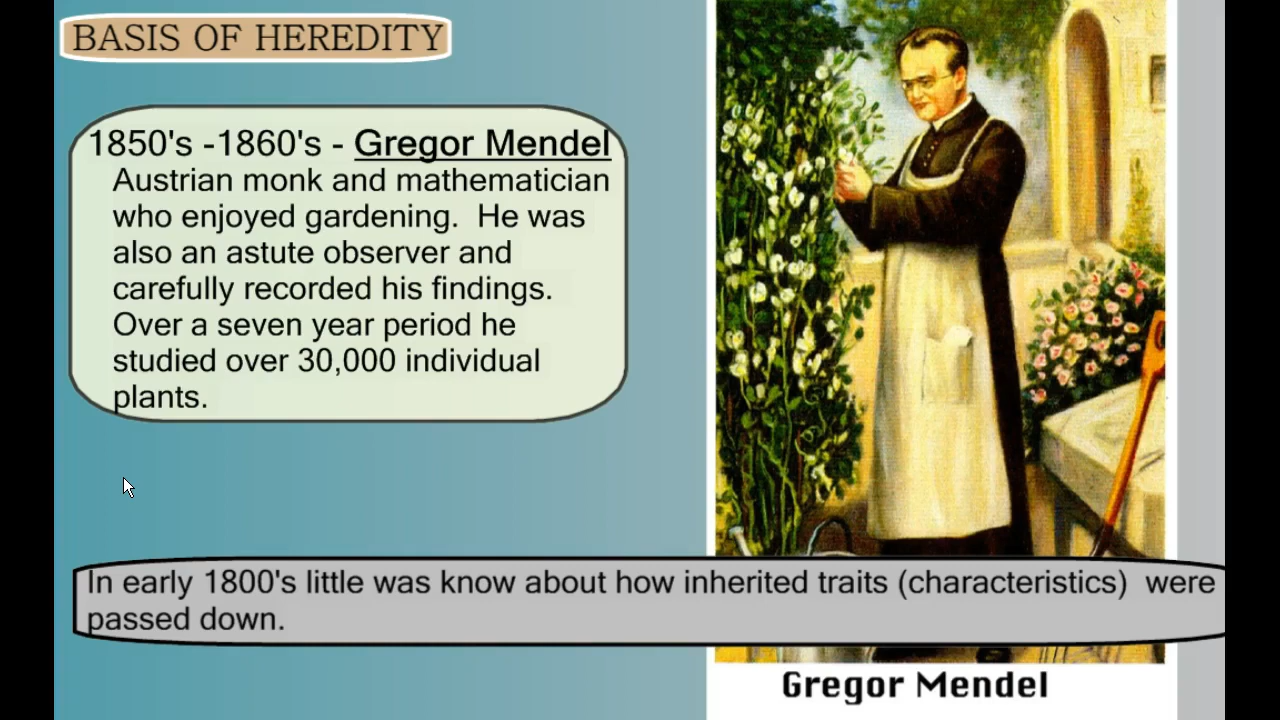 BASIS OF HEREDITY
1850's -1860's - Gregor Mendel
Austrian monk and mathematician
who enjoyed gardening.  He was
also an astute observer and
carefully recorded his findings.
Over a seven year period he
studied over 30,000 individual
plants.
In early 1800's little was know about how inherited traits (characteristics)  were
passed down.
Gregor Mendel